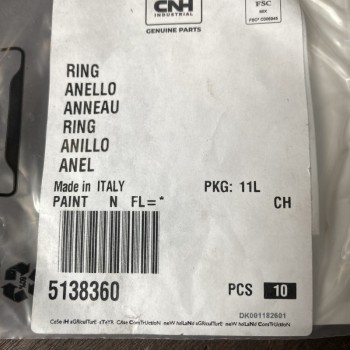 CNH
INDUSTRIAL
GENUINE PARTS
FSC
MIX
RING
ANELLO
ANNEAU
RING
ANILLO
ANEL
Made in ITALY PKG: 11L
PAINT N FL=* CH
5138360 PCS 10
DK001182601